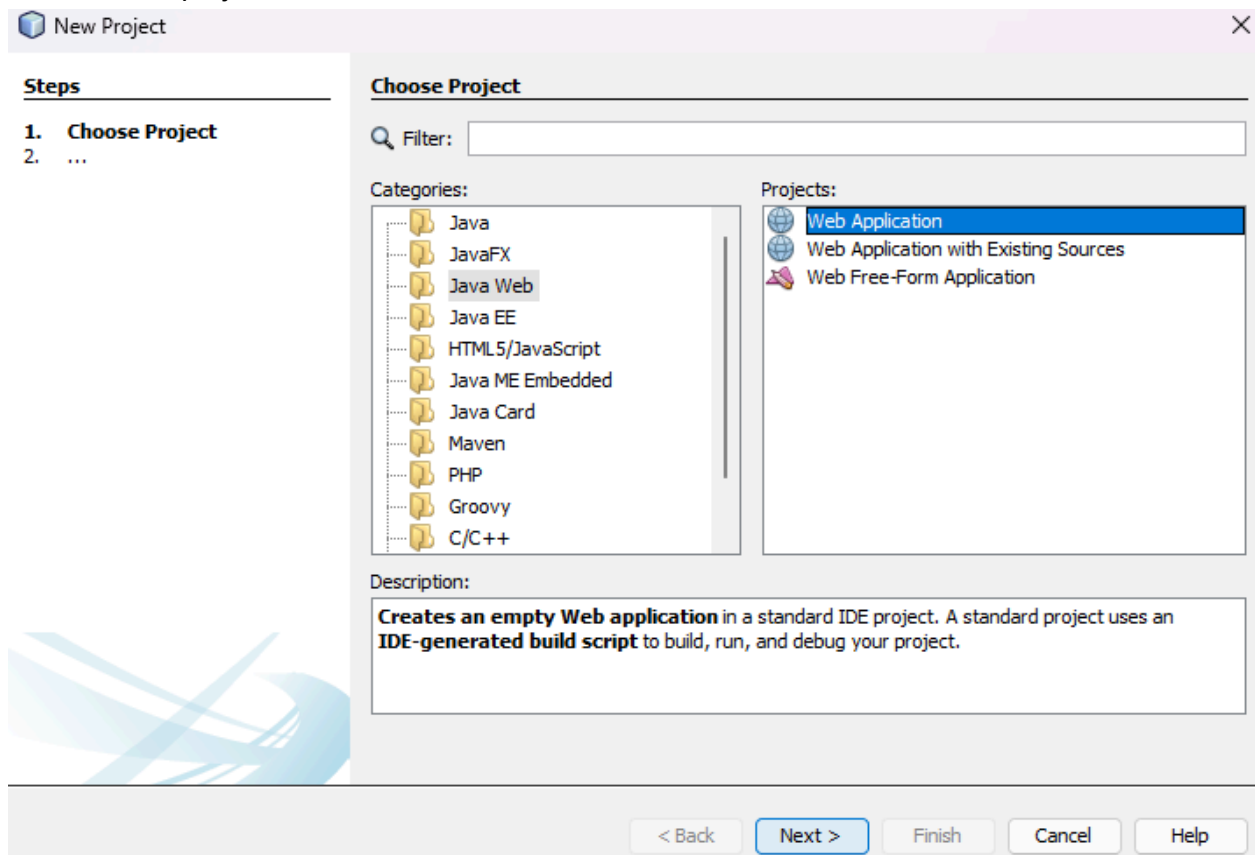 New Project
Steps
1. Choose Project
2. ...
Choose Project
Filter:
Categories:
Java
JavaFX
Java Web
Java EE
HTML5/JavaScript
Java ME Embedded
Java Card
Maven
PHP
Groovy
C/C++
Projects:
Web Application
Web Application with Existing Sources
Web Free-Form Application
Description:
Creates an empty Web application in a standard IDE project. A standard project uses an
IDE-generated build script to build, run, and debug your project.
< Back Next > Finish Cancel Help